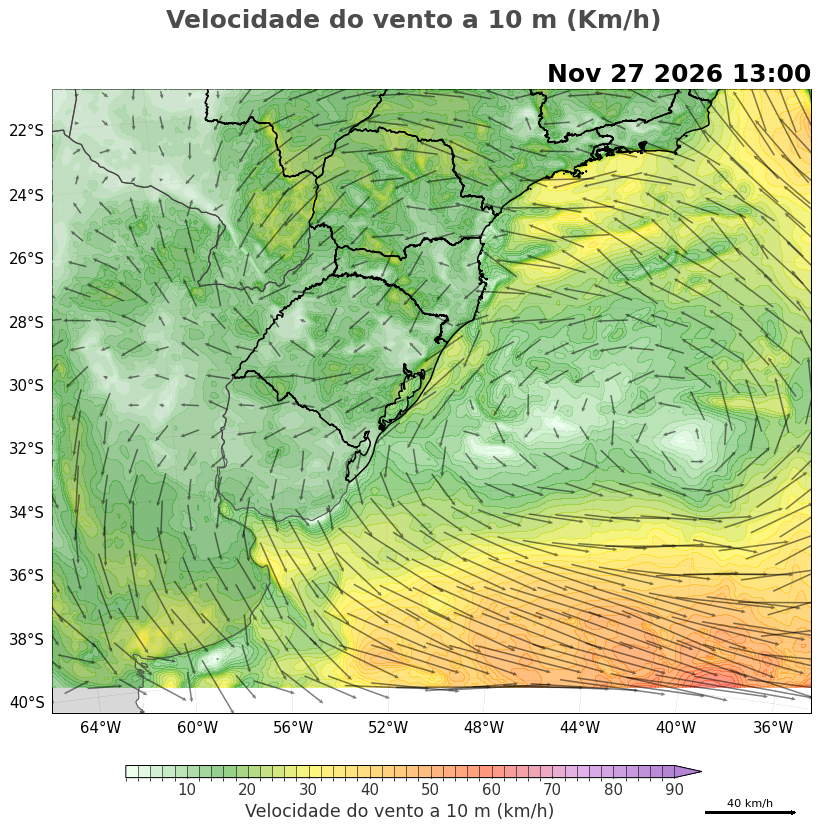 Velocidade do vento a 10 m (Km/h)
Nov 27 2026 13:00
22°S
24°S
26°S
28°S
30°S
32°S
34°S
36°S
38°S
40°S
64°W 60°W 56°W 52°W 48°W 44°W 40°W 36°W
10 20 30 40 50 60 70 80 90
Velocidade do vento a 10 m (km/h)
40 km/h